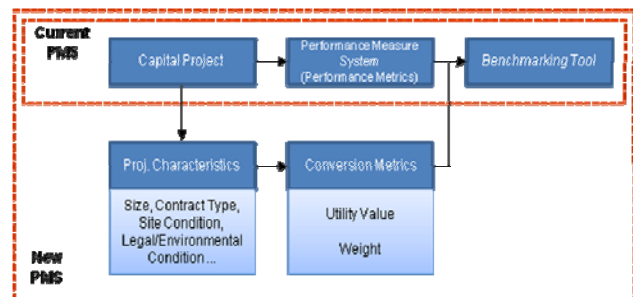 Current
PMS
Capital Project
Performance Measure
System
(Performance Metrics)
Benchmarking Tool
Proj. Characteristics
Size, Contract Type,
Site Condition,
Legal/Environmental
Condition...
Conversion Metrics
Utility Value
Weight
New
PMS